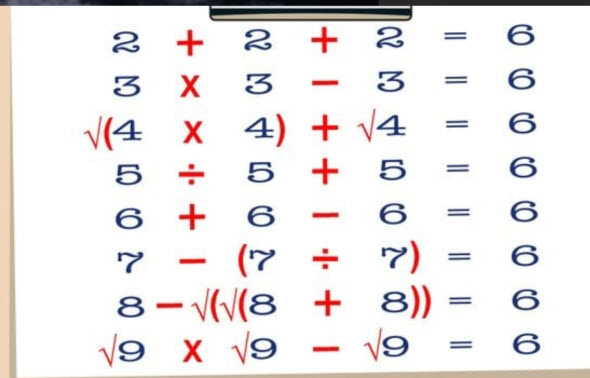 2 + 2 + 2 = 6
3 x 3 − 3 = 6
√(4 x 4) + √4 = 6
5 ÷ 5 + 5 = 6
6 + 6 − 6 = 6
7 − (7 ÷ 7) = 6
8 − √(√(8 + 8)) = 6
√9 x √9 − √9 = 6